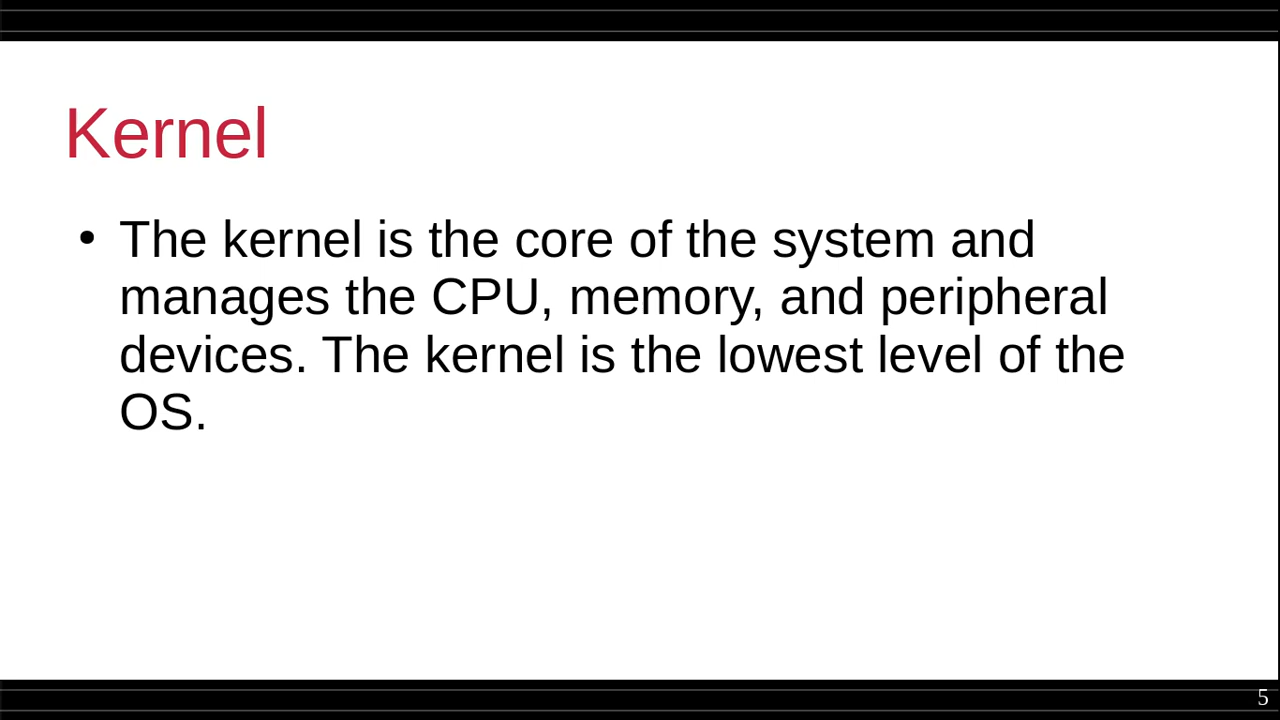 Kernel
• The kernel is the core of the system and
manages the CPU, memory, and peripheral
devices. The kernel is the lowest level of the
OS.
5